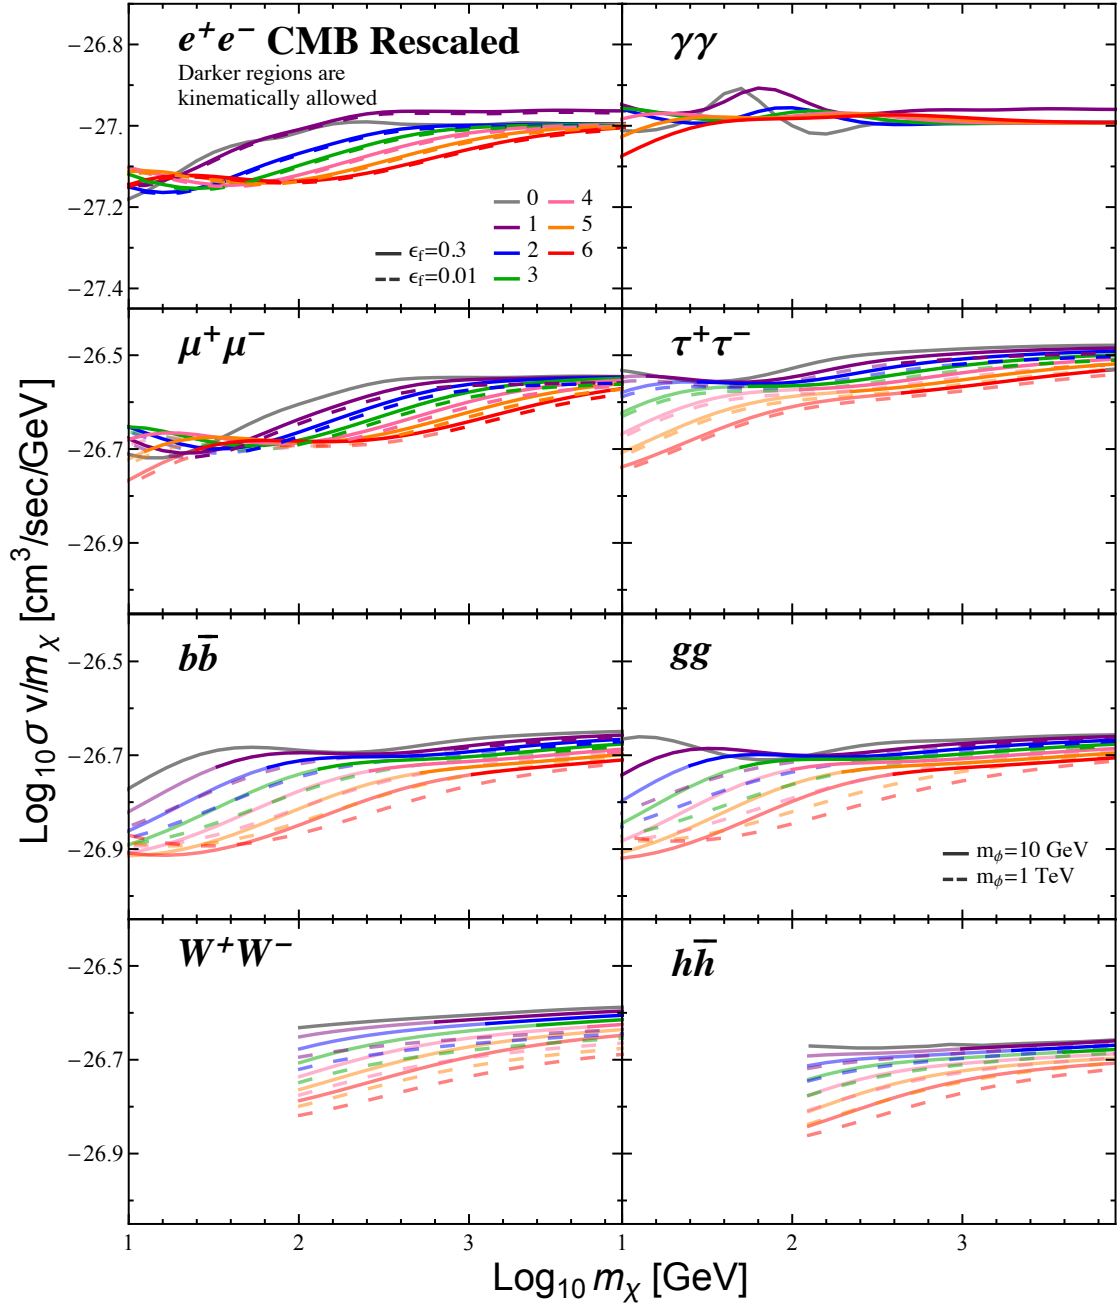 e⁺e⁻ CMB Rescaled
Darker regions are
kinematically allowed
−26.8
−27.
−27.2
−27.4
0 4
1 5
2 6
3
ϵf=0.3
ϵf=0.01
γγ
μ⁺μ⁻
−26.5
−26.7
−26.9
τ⁺τ⁻
bb̅
−26.5
−26.7
−26.9
gg
mϕ=10 GeV
mϕ=1 TeV
W⁺W⁻
−26.5
−26.7
−26.9
hh̅
1 2 3 1 2 3
Log₁₀σ v/mχ [cm³/sec/GeV]
Log₁₀ mχ [GeV]